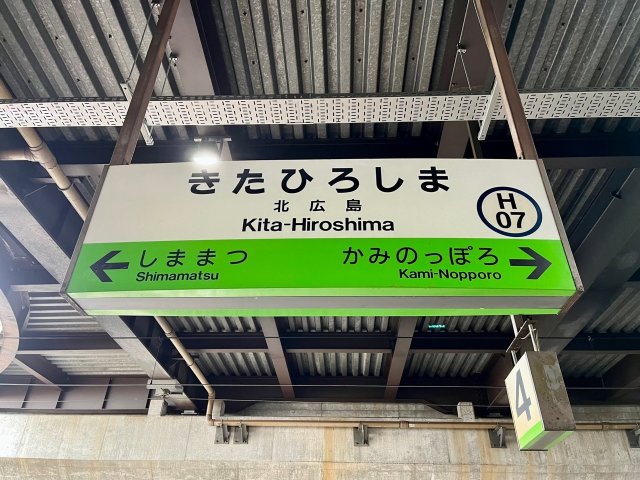 きたひろしま
北広島
Kita-Hiroshima
H
07
しままつ
Shimamatsu
かみのっぽろ
Kami-Nopporo
4